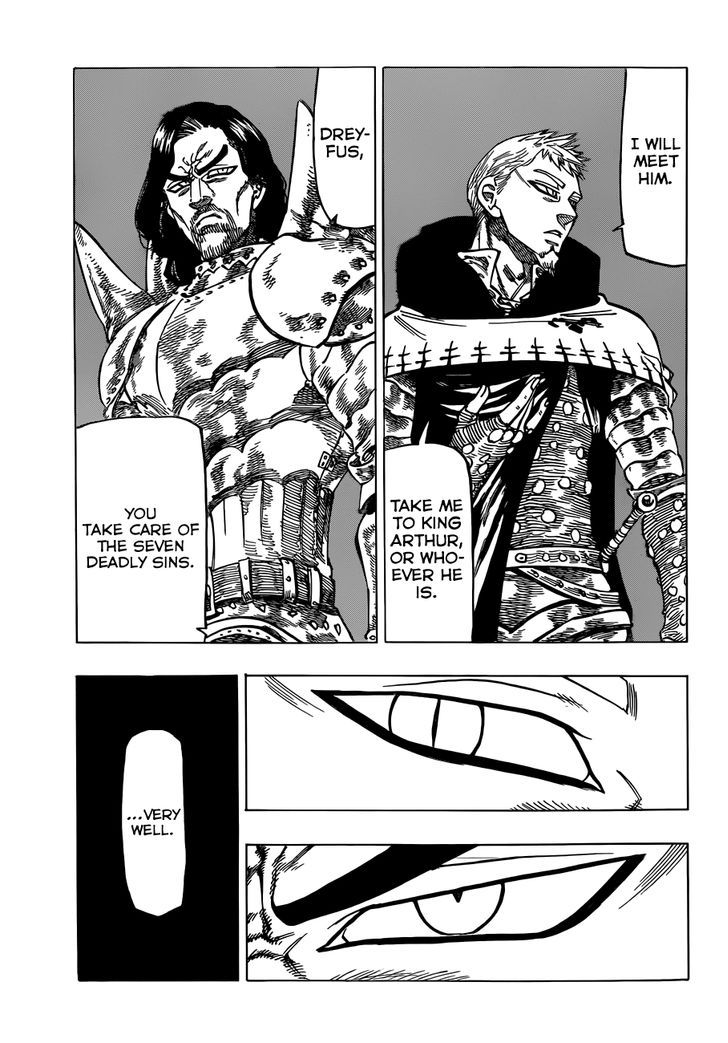 I WILL
MEET
HIM.
TAKE ME
TO KING
ARTHUR,
OR WHO-
EVER HE
IS.
DREY-
FUS,
YOU
TAKE CARE OF
THE SEVEN
DEADLY SINS.
...VERY
WELL.